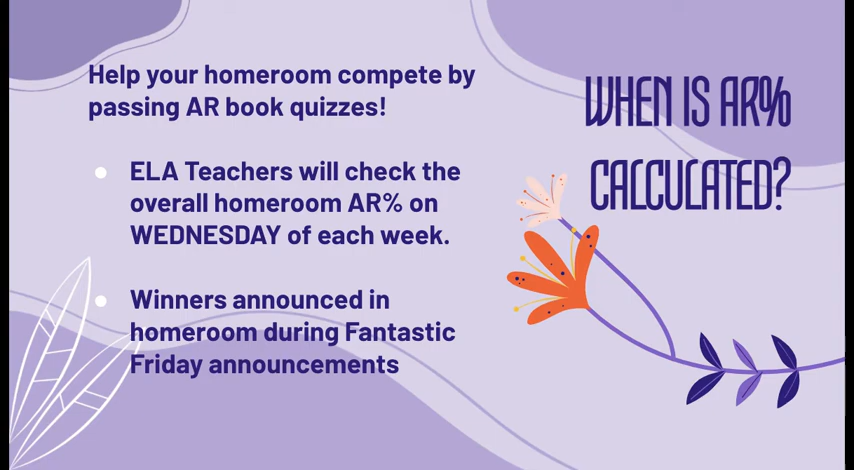 Help your homeroom compete by
passing AR book quizzes!
ELA Teachers will check the
overall homeroom AR% on
WEDNESDAY of each week.
Winners announced in
homeroom during Fantastic
Friday announcements
WHEN IS AR%
CALCULATED?